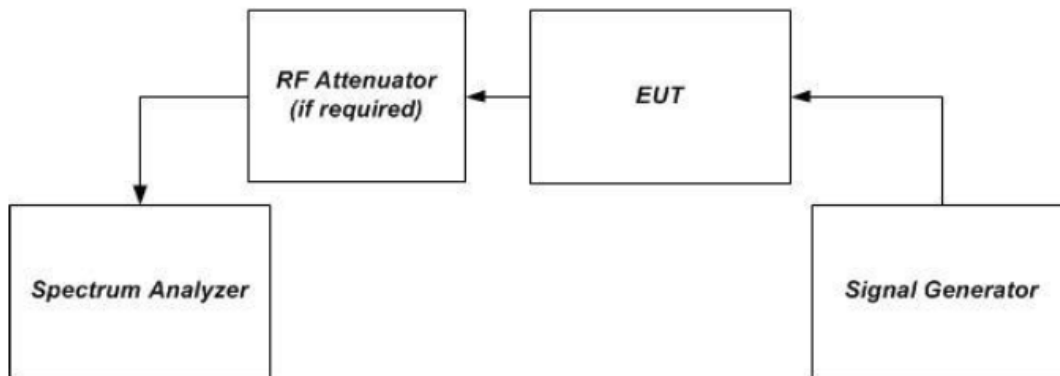 RF Attenuator
(if required)
EUT
Spectrum Analyzer
Signal Generator